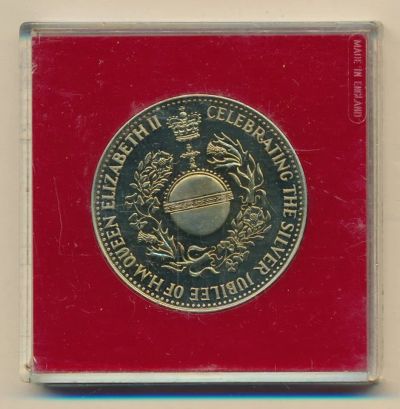 CELEBRATING THE SILVER JUBILEE OF H.M. QUEEN ELIZABETH II
MADE IN ENGLAND